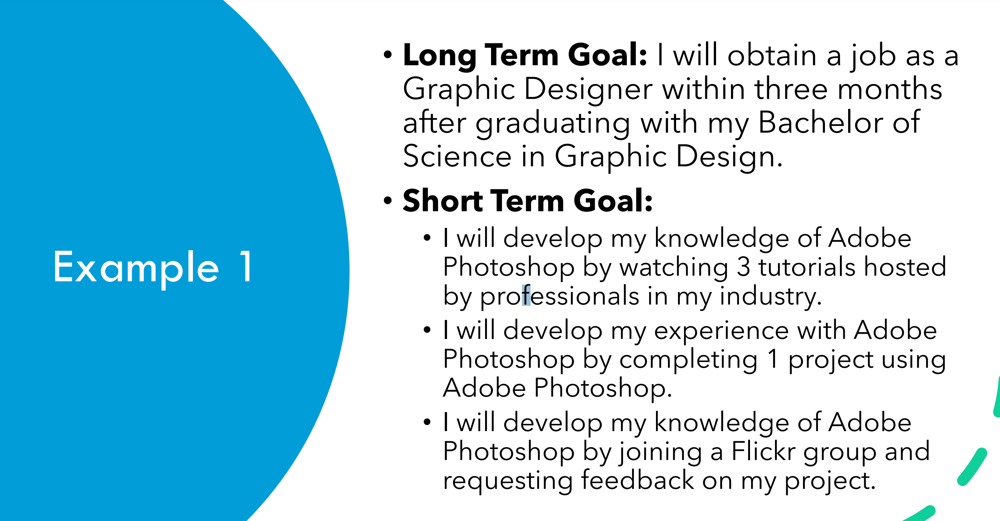 Example 1
• Long Term Goal: I will obtain a job as a
Graphic Designer within three months
after graduating with my Bachelor of
Science in Graphic Design.
• Short Term Goal:
• I will develop my knowledge of Adobe
Photoshop by watching 3 tutorials hosted
by professionals in my industry.
• I will develop my experience with Adobe
Photoshop by completing 1 project using
Adobe Photoshop.
• I will develop my knowledge of Adobe
Photoshop by joining a Flickr group and
requesting feedback on my project.